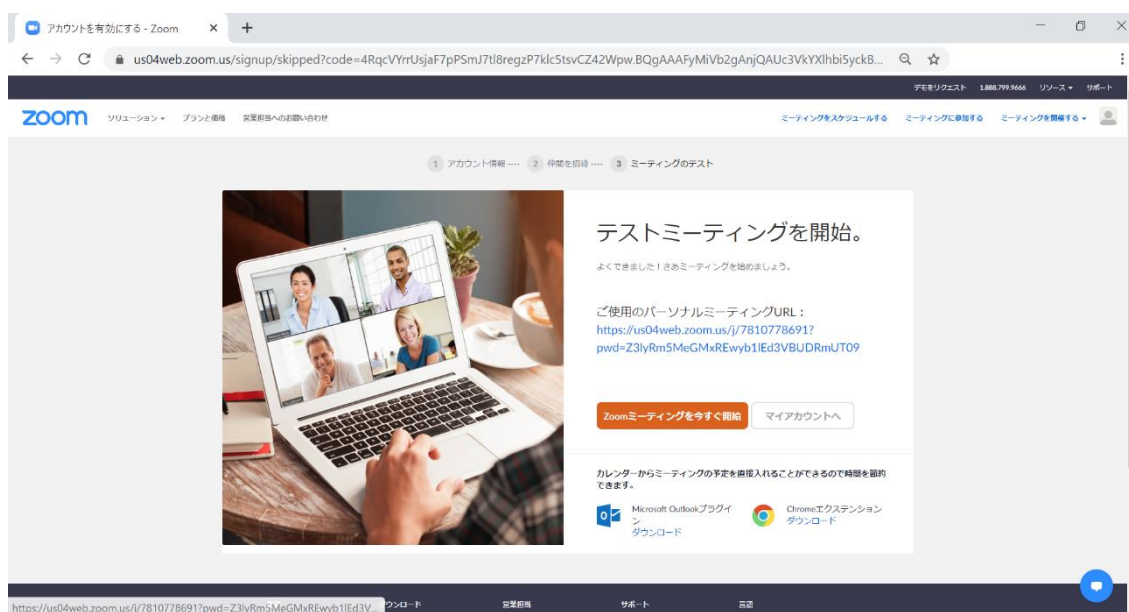 アカウントを有効にする - Zoom
us04web.zoom.us/signup/skipped?code=4RqcVYrrUsjaF7pPSmJ7tl8regzP7klc5tsvCZ42Wpw.BQgAAAFyMiVb2gAnjQAUc3VkYXlhbi5yckB...
デモをリクエスト 1.888.799.9666 リソース サポート
zoom ソリューション プランと価格 営業担当へのお問い合わせ ミーティングをスケジュールする ミーティングに参加する ミーティングを開催する
1 アカウント情報 ---- 2 仲間を招待 ---- 3 ミーティングのテスト
テストミーティングを開始。
よくできました！さあミーティングを始めましょう。
ご使用のパーソナルミーティングURL：
https://us04web.zoom.us/j/7810778691?
pwd=Z3lyRm5MeGMxREwyb1lEd3VBUDRmUT09
Zoomミーティングを今すぐ開始 マイアカウントへ
カレンダーからミーティングの予定を直接入れることができるので時間を節約
できます。
Microsoft Outlookプラグイ
ン
ダウンロード
Chromeエクステンション
ダウンロード
https://us04web.zoom.us/j/7810778691?pwd=Z3lyRm5MeGMxREwyb1lEd3V... ウンロード 営業担当 サポート 言語